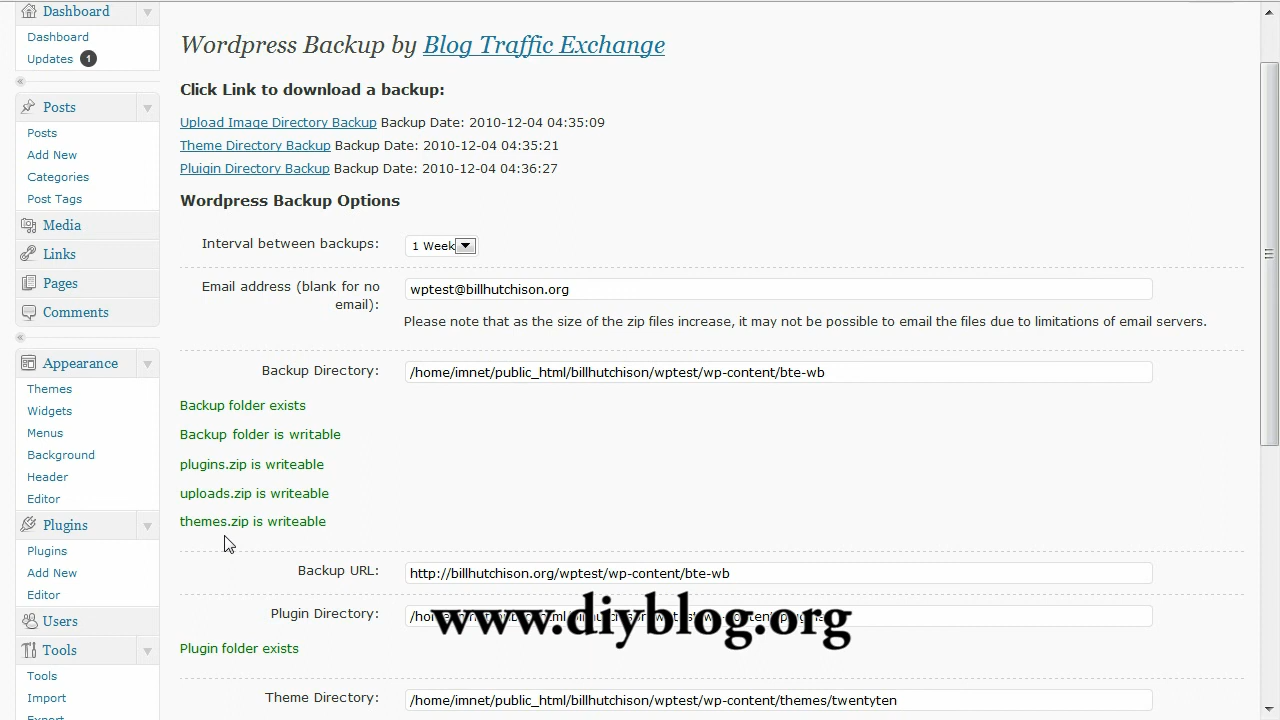 Dashboard
Dashboard
Updates 1
Posts
Posts
Add New
Categories
Post Tags
Media
Links
Pages
Comments
Appearance
Themes
Widgets
Menus
Background
Header
Editor
Plugins
Plugins
Add New
Editor
Users
Tools
Tools
Import
Export
Wordpress Backup by Blog Traffic Exchange
Click Link to download a backup:
Upload Image Directory Backup Backup Date: 2010-12-04 04:35:09
Theme Directory Backup Backup Date: 2010-12-04 04:35:21
Pluigin Directory Backup Backup Date: 2010-12-04 04:36:27
Wordpress Backup Options
Interval between backups: 1 Week
Email address (blank for no
email): wptest@billhutchison.org
Please note that as the size of the zip files increase, it may not be possible to email the files due to limitations of email servers.
Backup Directory: /home/imnet/public_html/billhutchison/wptest/wp-content/bte-wb
Backup folder exists
Backup folder is writable
plugins.zip is writeable
uploads.zip is writeable
themes.zip is writeable
Backup URL: http://billhutchison.org/wptest/wp-content/bte-wb
Plugin Directory:
www.diyblog.org
Plugin folder exists
Theme Directory: /home/imnet/public_html/billhutchison/wptest/wp-content/themes/twentyten